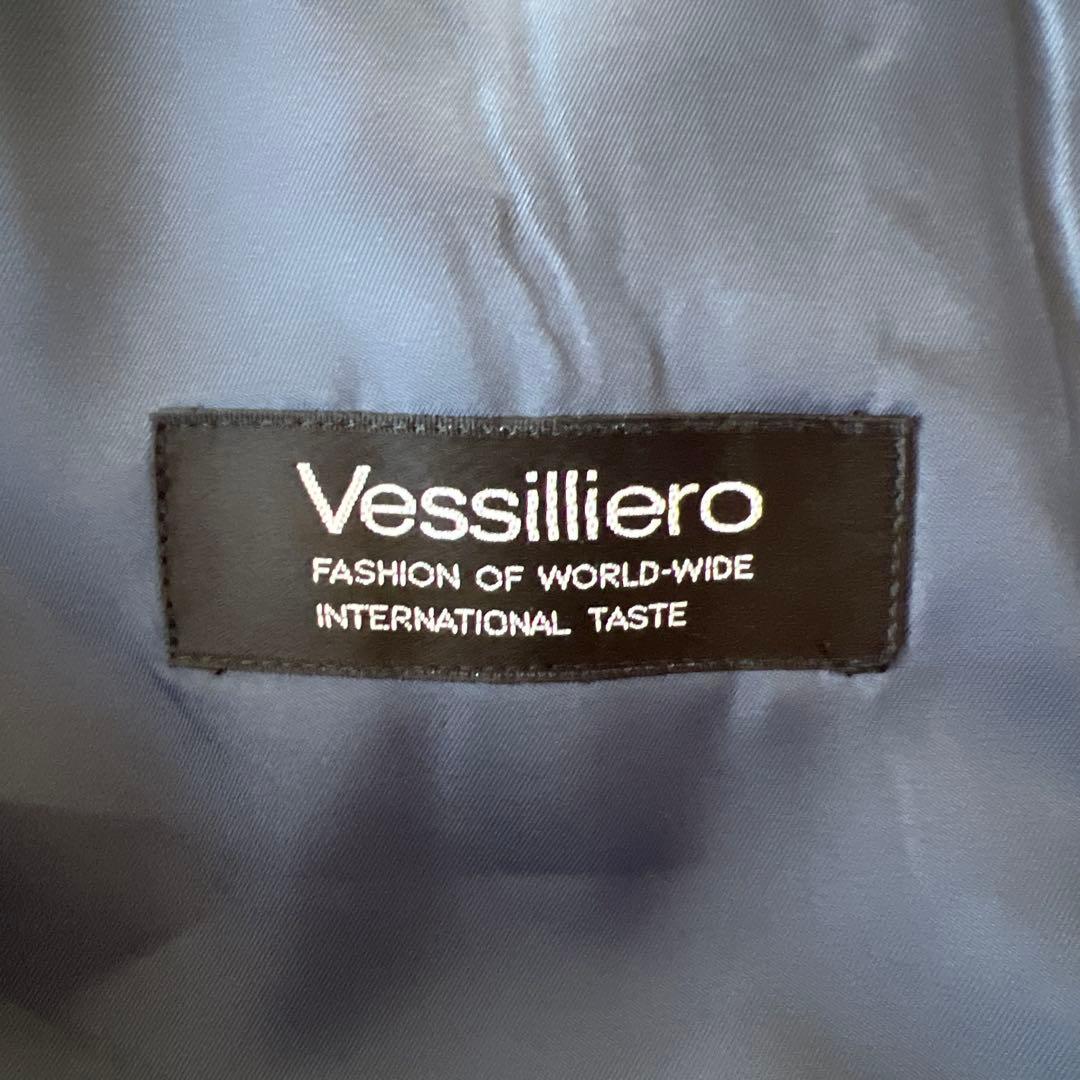 Vessilliero
FASHION OF WORLD-WIDE
INTERNATIONAL TASTE